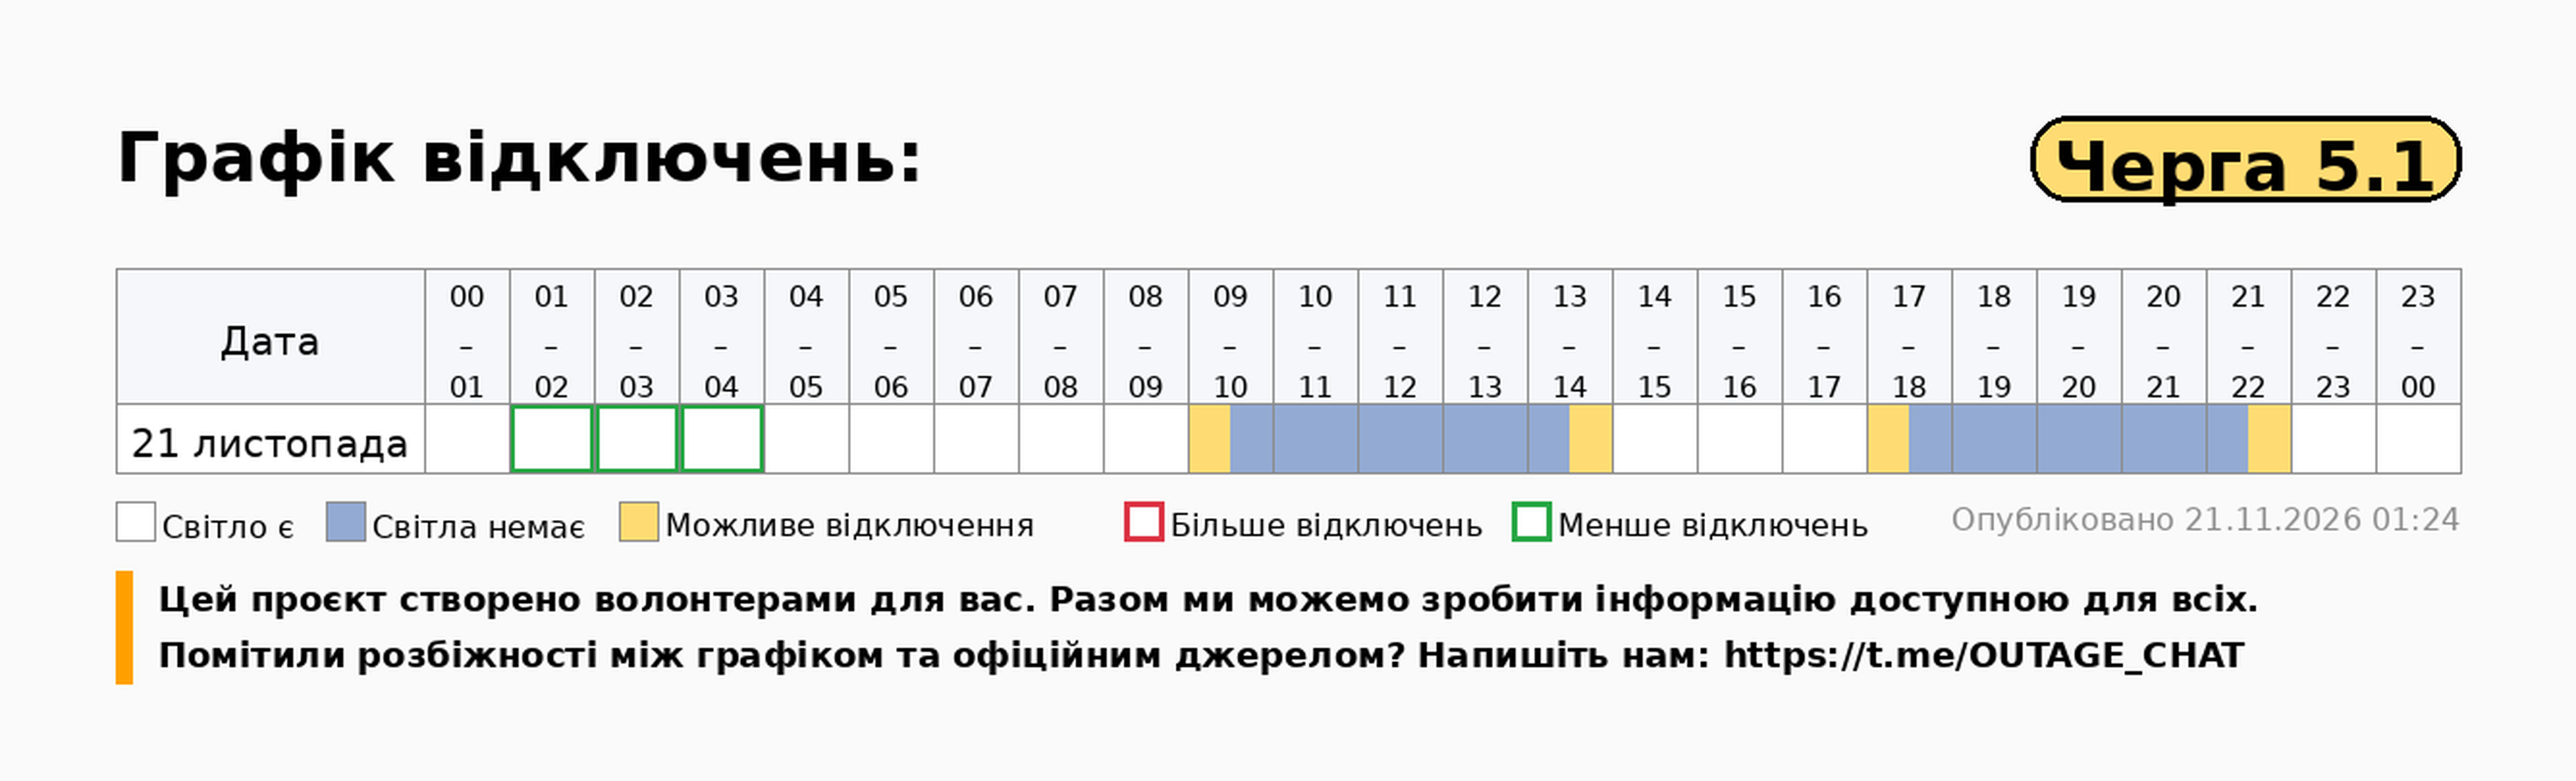 Графік відключень:
Черга 5.1
Дата
00 – 01
01 – 02
02 – 03
03 – 04
04 – 05
05 – 06
06 – 07
07 – 08
08 – 09
09 – 10
10 – 11
11 – 12
12 – 13
13 – 14
14 – 15
15 – 16
16 – 17
17 – 18
18 – 19
19 – 20
20 – 21
21 – 22
22 – 23
23 – 00
21 листопада
Світло є
Світла немає
Можливе відключення
Більше відключень
Менше відключень
Опубліковано 21.11.2026 01:24
Цей проєкт створено волонтерами для вас. Разом ми можемо зробити інформацію доступною для всіх.
Помітили розбіжності між графіком та офіційним джерелом? Напишіть нам: https://t.me/OUTAGE_CHAT